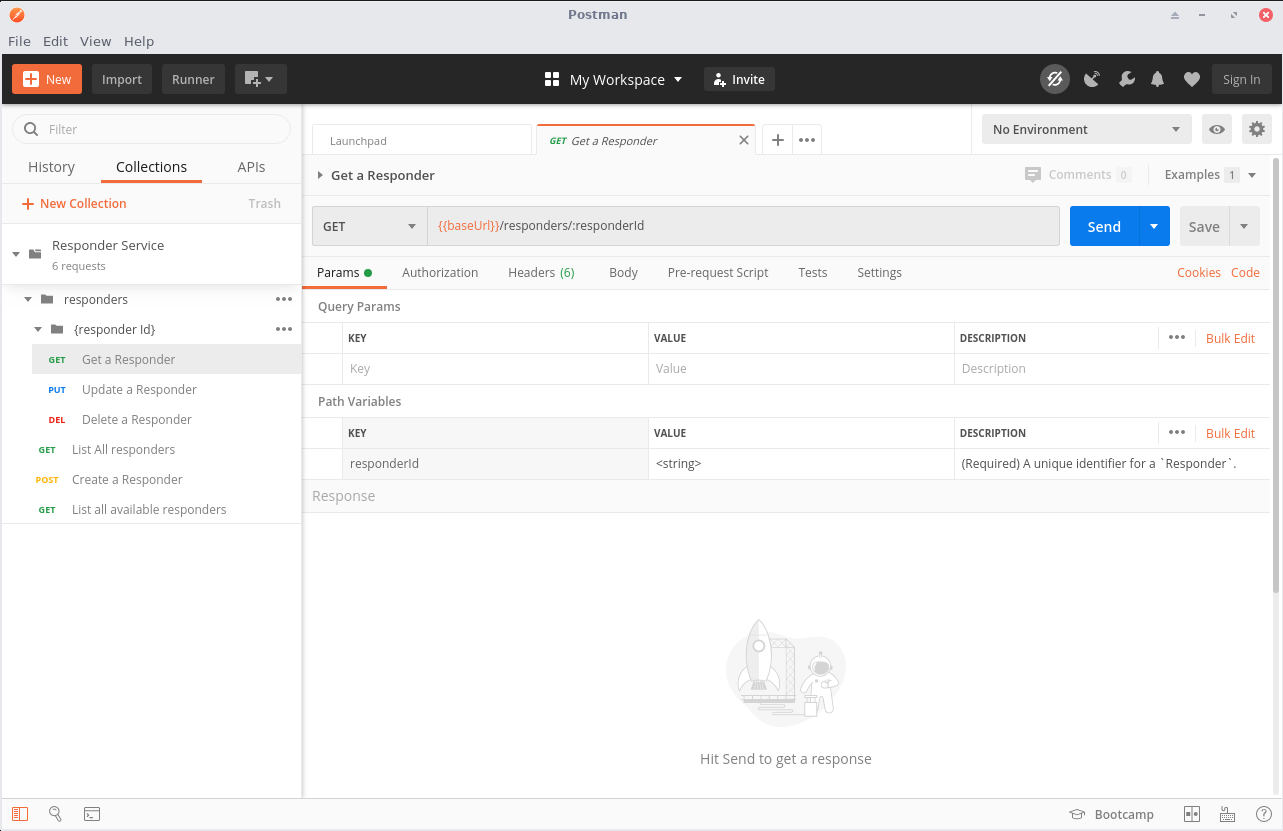 Postman
File Edit View Help
New Import Runner My Workspace Invite Sign In
Filter
History Collections APIs
New Collection Trash
Responder Service
6 requests
responders
{responder Id}
GET Get a Responder
PUT Update a Responder
DEL Delete a Responder
GET List All responders
POST Create a Responder
GET List all available responders
Launchpad GET Get a Responder No Environment
Get a Responder Comments 0 Examples 1
GET {{baseUrl}}/responders/:responderId Send Save
Params Authorization Headers (6) Body Pre-request Script Tests Settings Cookies Code
Query Params
KEY VALUE DESCRIPTION Bulk Edit
Key Value Description
Path Variables
KEY VALUE DESCRIPTION Bulk Edit
responderId <string> (Required) A unique identifier for a `Responder`.
Response
Hit Send to get a response
Bootcamp